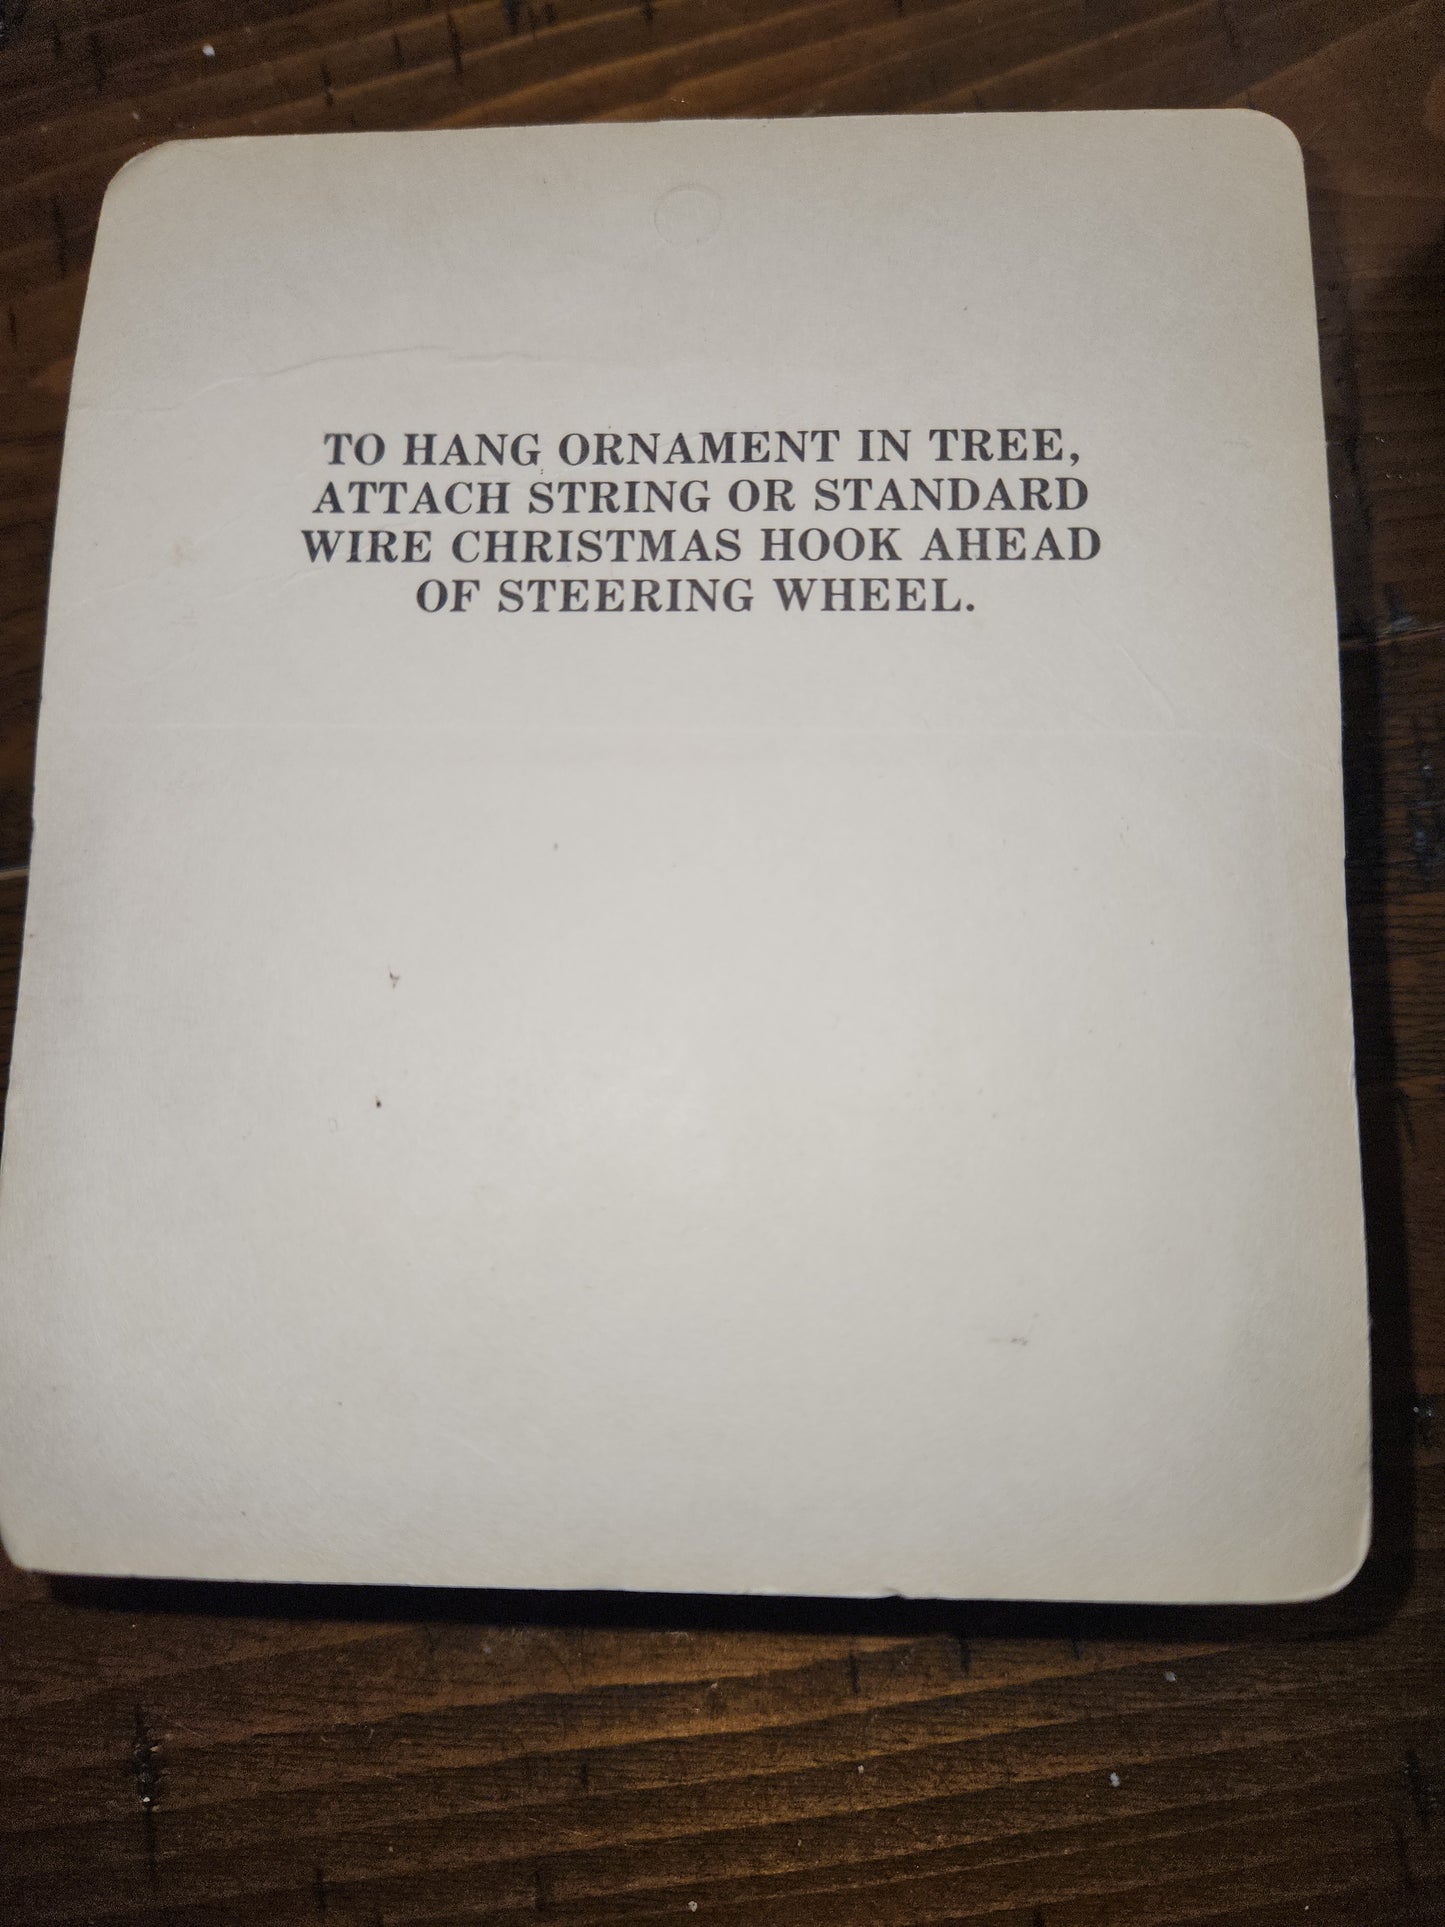 TO HANG ORNAMENT IN TREE,
ATTACH STRING OR STANDARD
WIRE CHRISTMAS HOOK AHEAD
OF STEERING WHEEL.